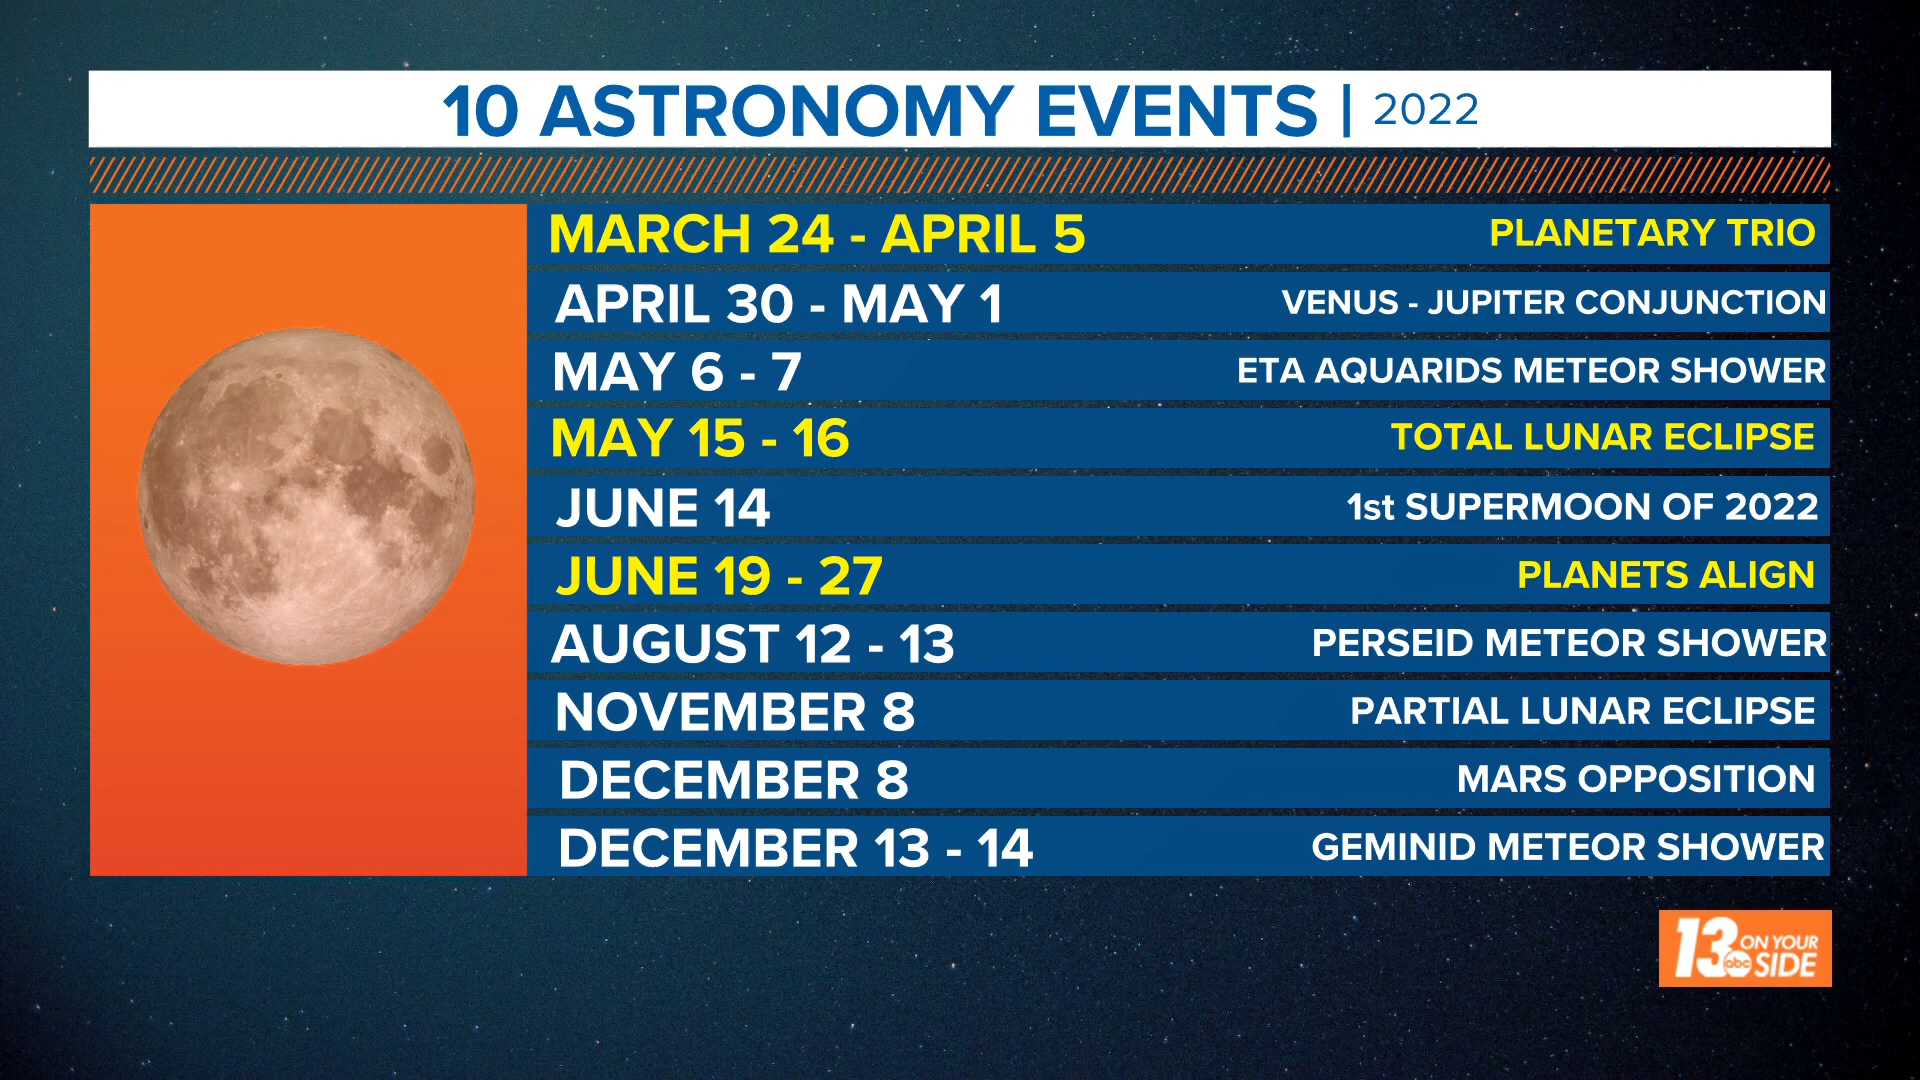 10 ASTRONOMY EVENTS | 2022
MARCH 24 - APRIL 5 PLANETARY TRIO
APRIL 30 - MAY 1 VENUS - JUPITER CONJUNCTION
MAY 6 - 7 ETA AQUARIDS METEOR SHOWER
MAY 15 - 16 TOTAL LUNAR ECLIPSE
JUNE 14 1st SUPERMOON OF 2022
JUNE 19 - 27 PLANETS ALIGN
AUGUST 12 - 13 PERSEID METEOR SHOWER
NOVEMBER 8 PARTIAL LUNAR ECLIPSE
DECEMBER 8 MARS OPPOSITION
DECEMBER 13 - 14 GEMINID METEOR SHOWER
13 abc ON YOUR
SIDE